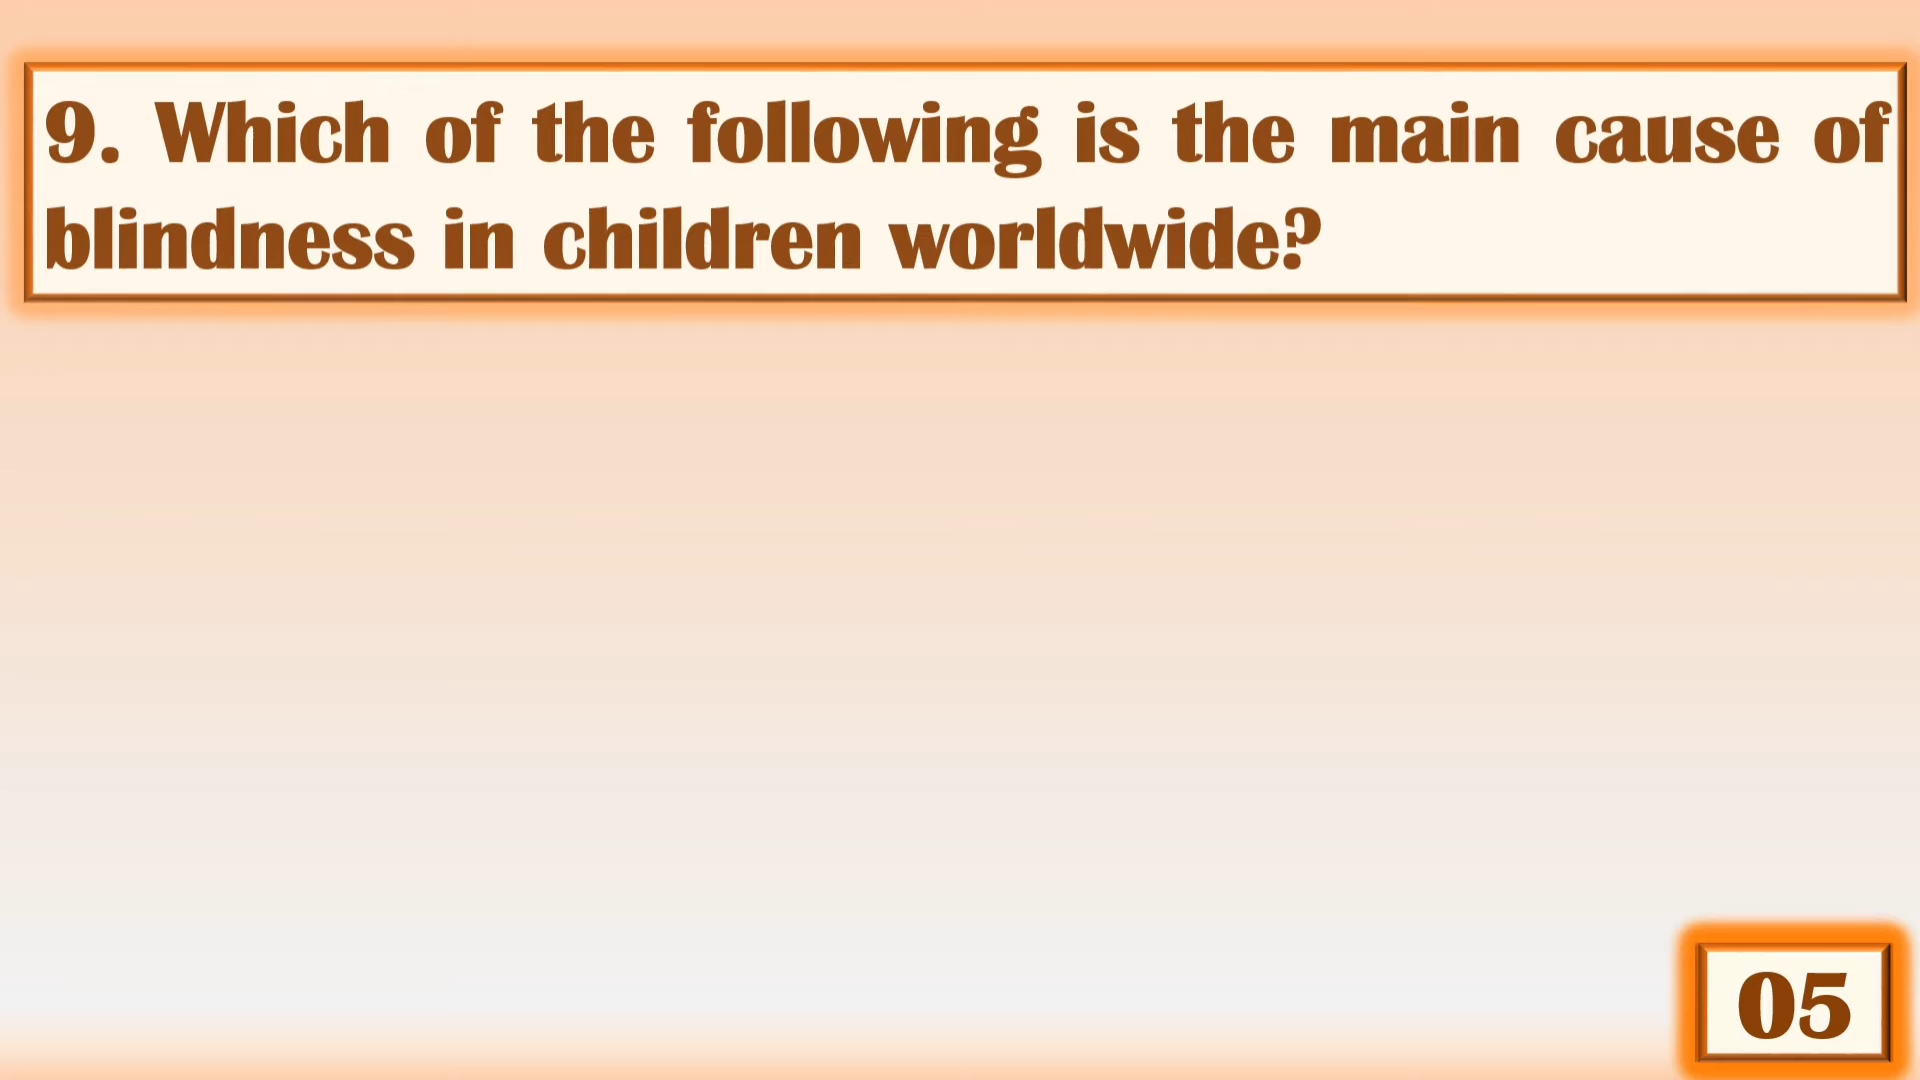 9. Which of the following is the main cause of
blindness in children worldwide?
05